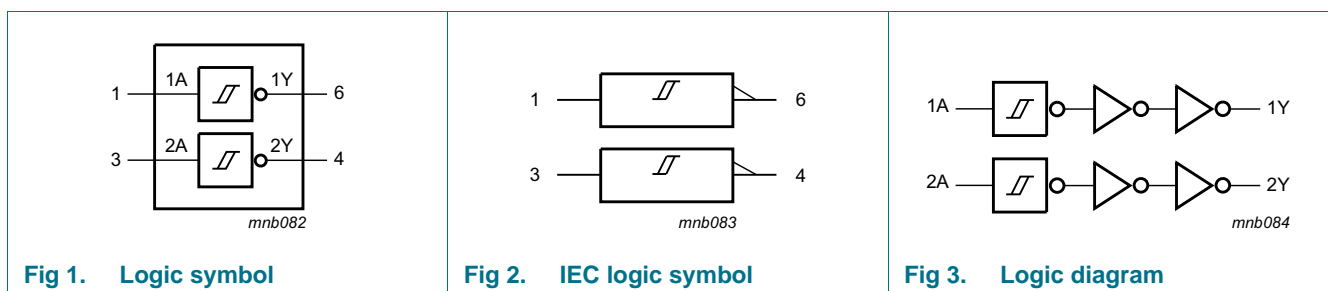 1 1A 1Y 6
3 2A 2Y 4
mnb082
Fig 1. Logic symbol
1 6
3 4
mnb083
Fig 2. IEC logic symbol
1A 1Y
2A 2Y
mnb084
Fig 3. Logic diagram